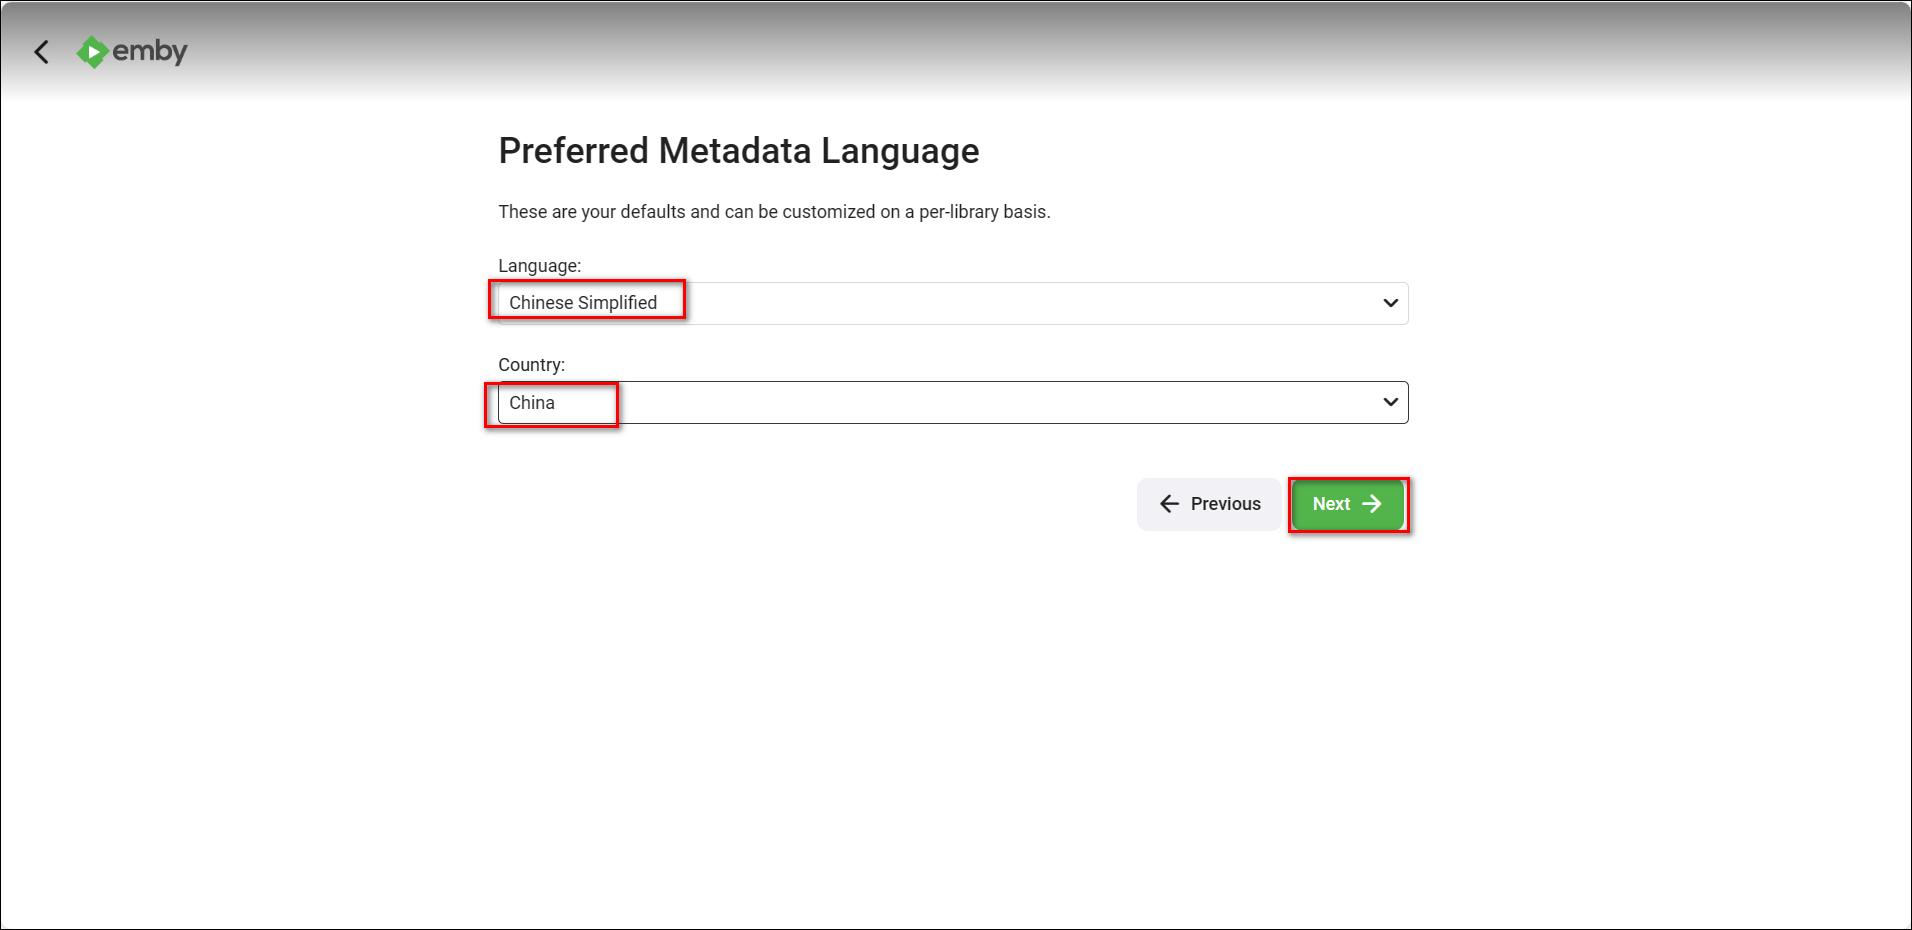 emby
Preferred Metadata Language
These are your defaults and can be customized on a per-library basis.
Language:
Chinese Simplified
Country:
China
Previous
Next